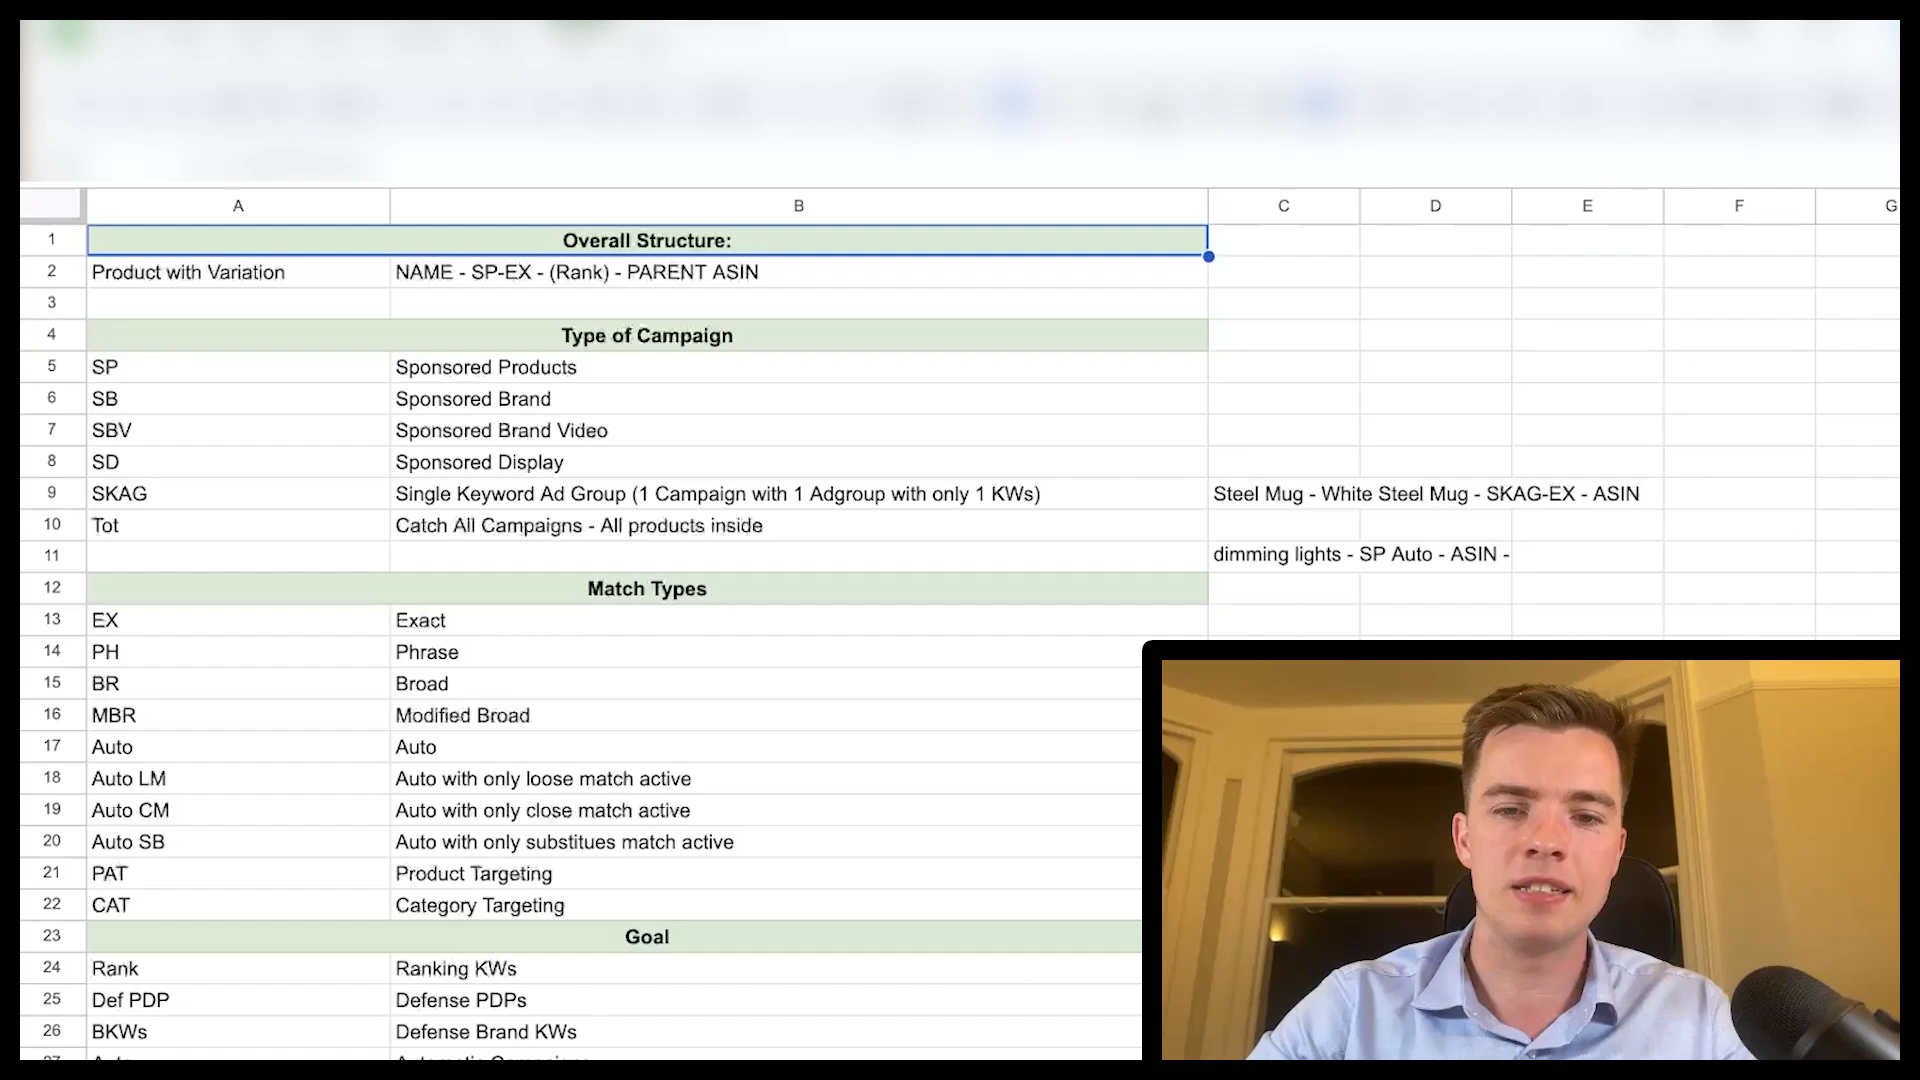 A B C D E F G
1 Overall Structure:
2 Product with Variation NAME - SP-EX - (Rank) - PARENT ASIN
3
4 Type of Campaign
5 SP Sponsored Products
6 SB Sponsored Brand
7 SBV Sponsored Brand Video
8 SD Sponsored Display
9 SKAG Single Keyword Ad Group (1 Campaign with 1 Adgroup with only 1 KWs) Steel Mug - White Steel Mug - SKAG-EX - ASIN
10 Tot Catch All Campaigns - All products inside
11 dimming lights - SP Auto - ASIN -
12 Match Types
13 EX Exact
14 PH Phrase
15 BR Broad
16 MBR Modified Broad
17 Auto Auto
18 Auto LM Auto with only loose match active
19 Auto CM Auto with only close match active
20 Auto SB Auto with only substitues match active
21 PAT Product Targeting
22 CAT Category Targeting
23 Goal
24 Rank Ranking KWs
25 Def PDP Defense PDPs
26 BKWs Defense Brand KWs